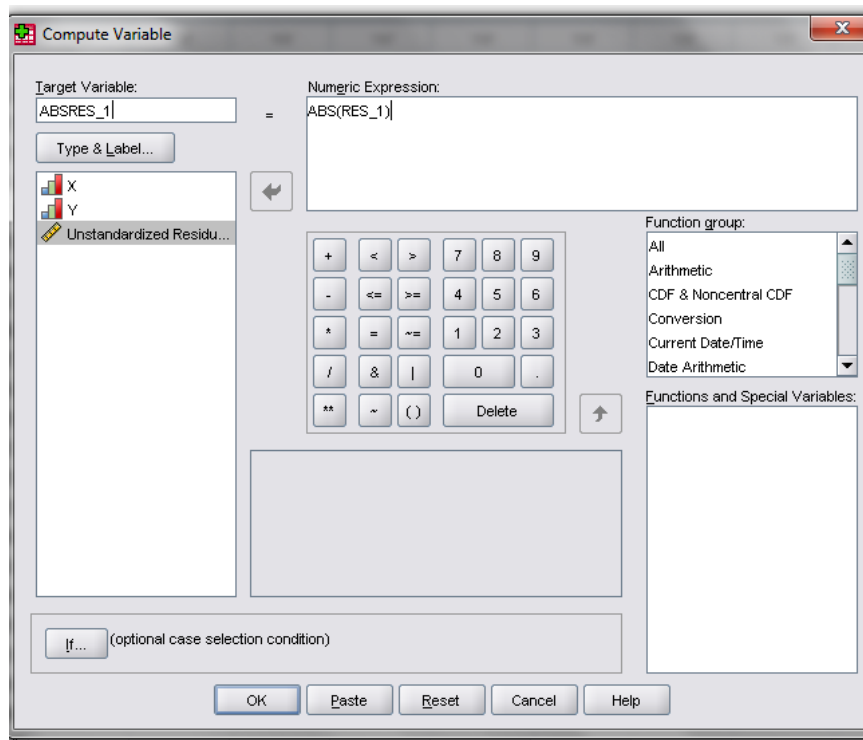 Compute Variable
x
Target Variable:
ABSRES_1
=
Numeric Expression:
ABS(RES_1)
Type & Label...
X
Y
Unstandardized Residu...
+ < > 7 8 9
- <= >= 4 5 6
* = ~= 1 2 3
/ & | 0 .
** ~ ( ) Delete
Function group:
All
Arithmetic
CDF & Noncentral CDF
Conversion
Current Date/Time
Date Arithmetic
Functions and Special Variables:
If... (optional case selection condition)
OK Paste Reset Cancel Help